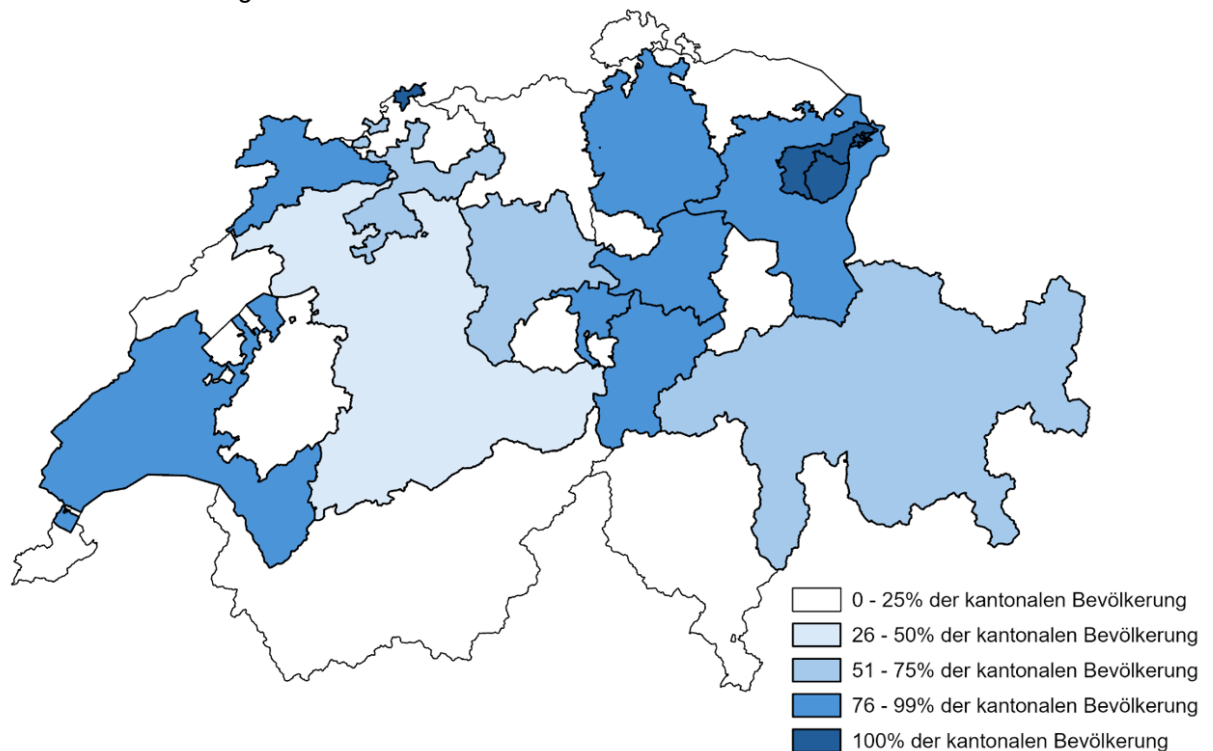 0 - 25% der kantonalen Bevölkerung
26 - 50% der kantonalen Bevölkerung
51 - 75% der kantonalen Bevölkerung
76 - 99% der kantonalen Bevölkerung
100% der kantonalen Bevölkerung